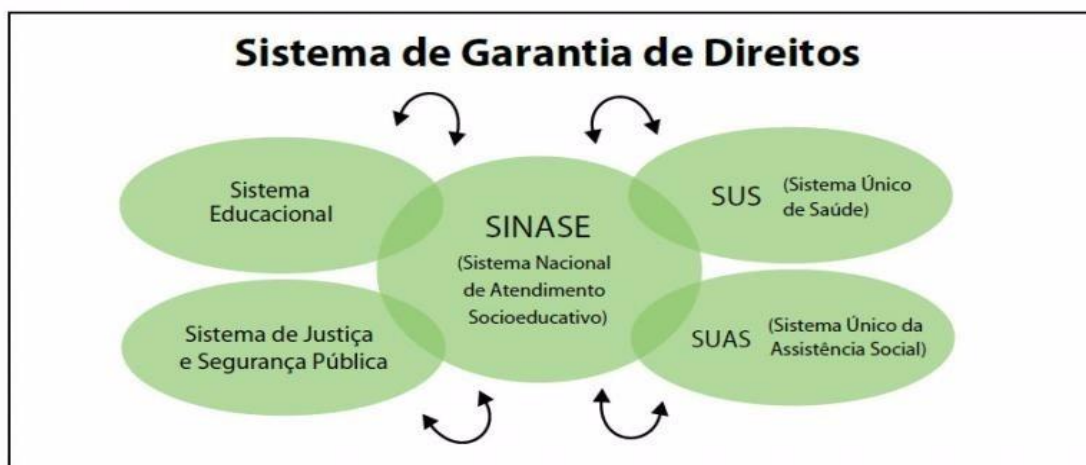 Sistema de Garantia de Direitos
Sistema
Educacional
SINASE
(Sistema Nacional
de Atendimento
Socioeducativo)
SUS (Sistema Único
de Saúde)
Sistema de Justiça
e Segurança Pública
SUAS (Sistema Único da
Assistência Social)